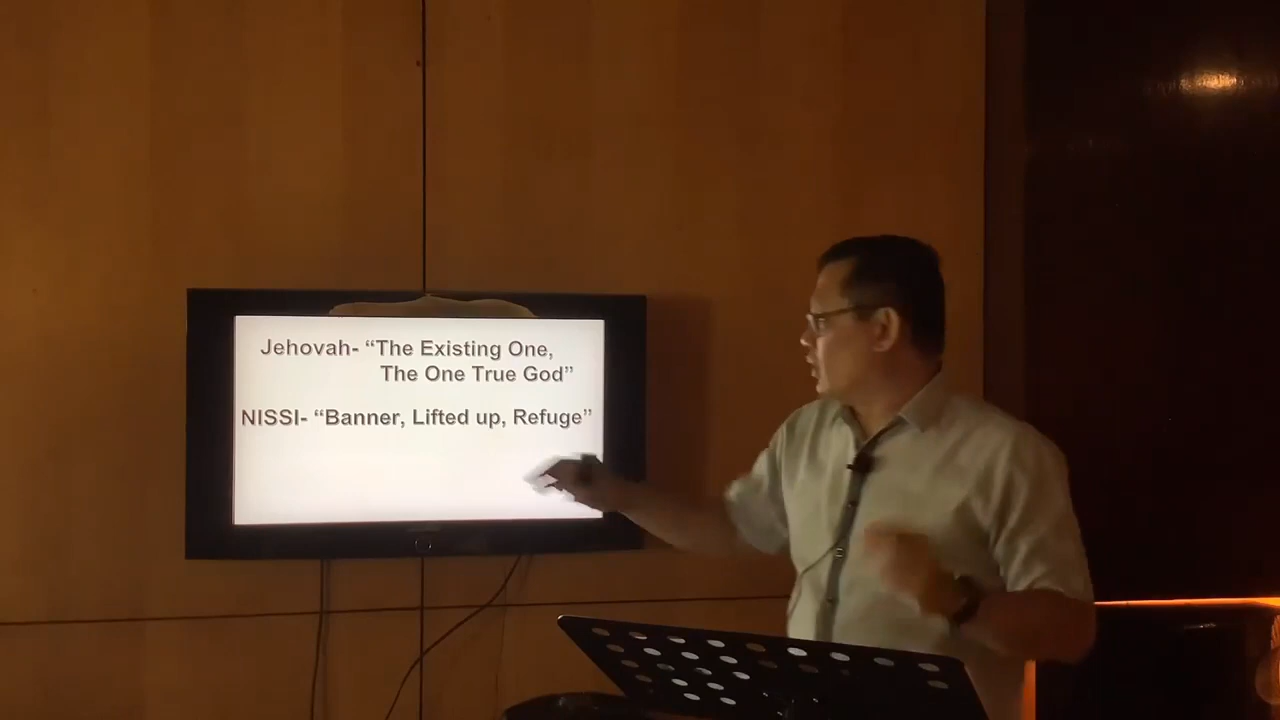 Jehovah- “The Existing One,
The One True God”
NISSI- “Banner, Lifted up, Refuge”